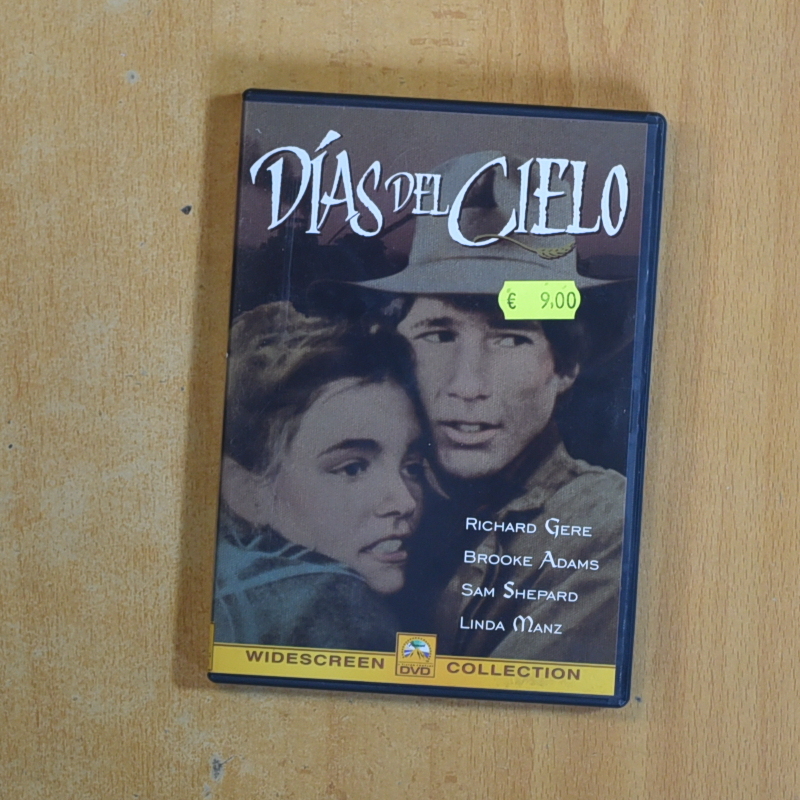 DÍAS DEL CIELO
€ 9,00
RICHARD GERE
BROOKE ADAMS
SAM SHEPARD
LINDA MANZ
WIDESCREEN DVD COLLECTION